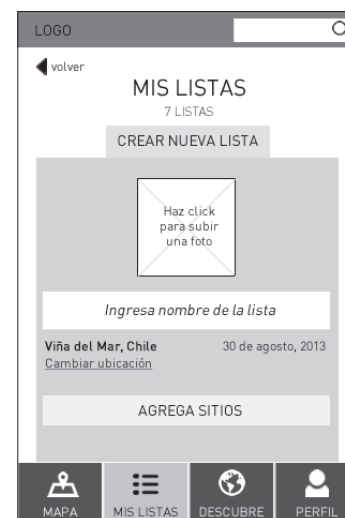 LOGO
volver
MIS LISTAS
7 LISTAS
CREAR NUEVA LISTA
Haz click
para subir
una foto
Ingresa nombre de la lista
Viña del Mar, Chile 30 de agosto, 2013
Cambiar ubicación
AGREGA SITIOS
MAPA MIS LISTAS DESCUBRE PERFIL